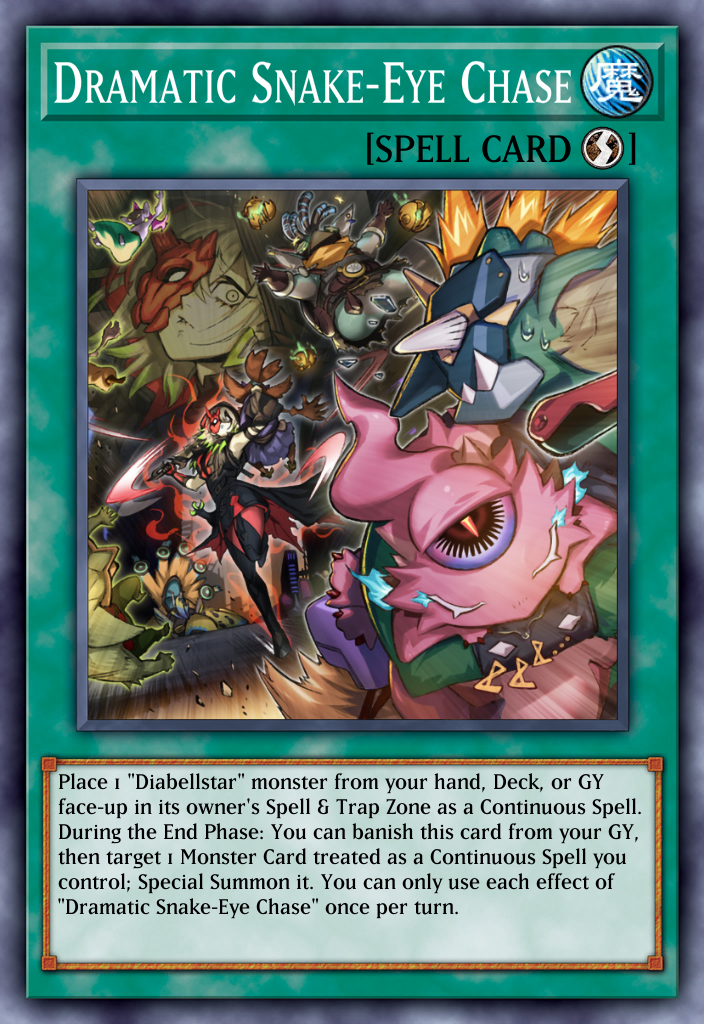 Dramatic Snake-Eye Chase 魔
[SPELL CARD]
Place 1 "Diabellstar" monster from your hand, Deck, or GY
face-up in its owner's Spell & Trap Zone as a Continuous Spell.
During the End Phase: You can banish this card from your GY,
then target 1 Monster Card treated as a Continuous Spell you
control; Special Summon it. You can only use each effect of
"Dramatic Snake-Eye Chase" once per turn.